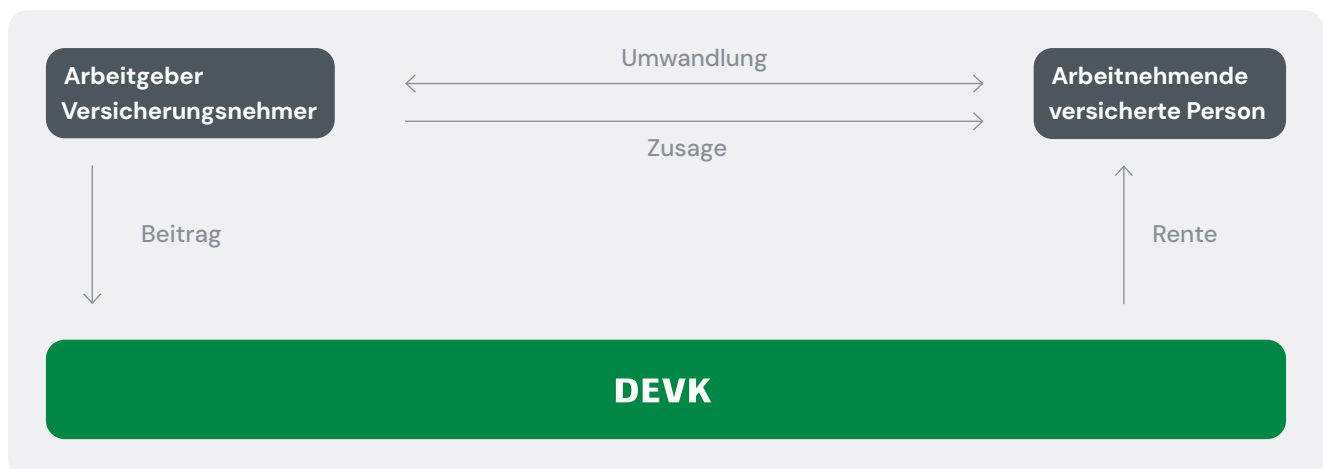 Arbeitgeber
Versicherungsnehmer
Umwandlung
Zusage
Arbeitnehmende
versicherte Person
Beitrag
Rente
DEVK